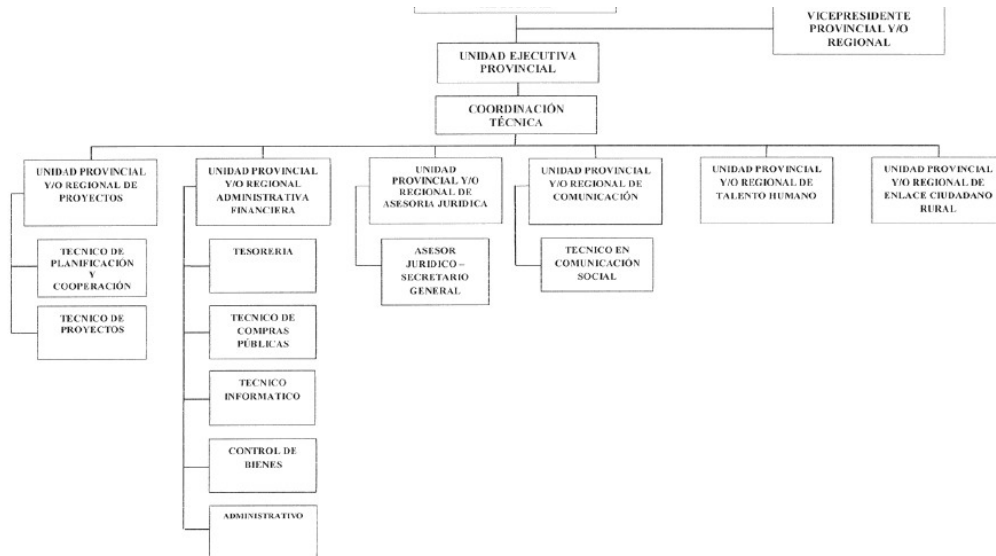 VICEPRESIDENTE
PROVINCIAL Y/O
REGIONAL
UNIDAD EJECUTIVA
PROVINCIAL
COORDINACIÓN
TÉCNICA
UNIDAD PROVINCIAL
Y/O REGIONAL DE
PROYECTOS
UNIDAD PROVINCIAL
Y/O REGIONAL
ADMINISTRATIVA
FINANCIERA
UNIDAD
PROVINCIAL Y/O
REGIONAL DE
ASESORIA JURIDICA
UNIDAD PROVINCIAL
Y/O REGIONAL DE
COMUNICACIÓN
UNIDAD PROVINCIAL
Y/O REGIONAL DE
TALENTO HUMANO
UNIDAD PROVINCIAL
Y/O REGIONAL DE
ENLACE CIUDADANO
RURAL
TECNICO DE
PLANIFICACIÓN
Y
COOPERACIÓN
TECNICO DE
PROYECTOS
TESORERIA
TECNICO DE
COMPRAS
PÚBLICAS
TECNICO
INFORMATICO
CONTROL DE
BIENES
ADMINISTRATIVO
ASESOR
JURIDICO –
SECRETARIO
GENERAL
TECNICO EN
COMUNICACIÓN
SOCIAL